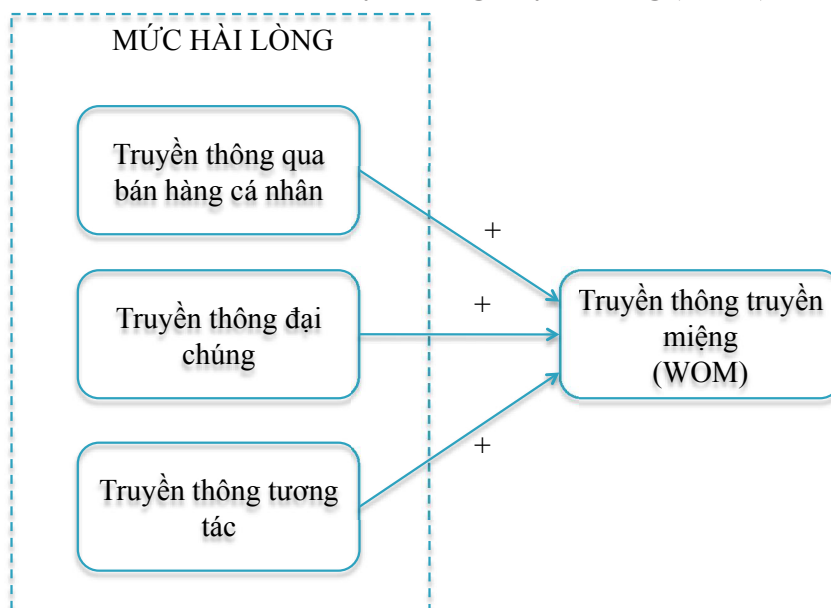 MỨC HÀI LÒNG
Truyền thông qua
bán hàng cá nhân
+
Truyền thông đại
chúng
+
Truyền thông truyền
miệng
(WOM)
+
Truyền thông tương
tác